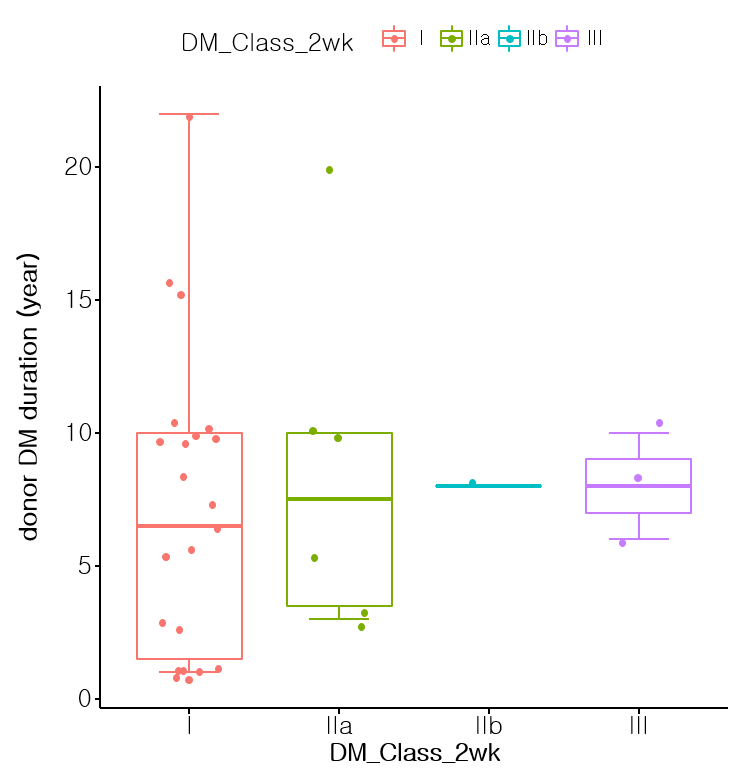 DM_Class_2wk I IIa IIb III
donor DM duration (year)
20
15
10
5
0
I IIa IIb III
DM_Class_2wk